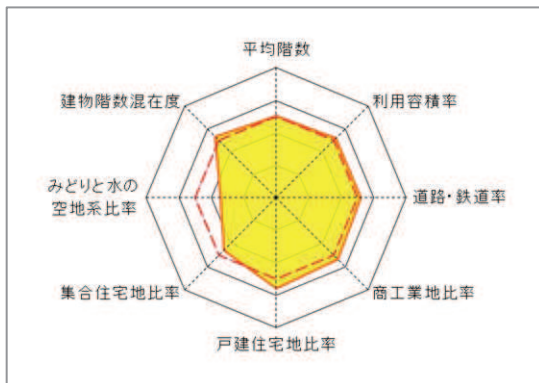 平均階数
建物階数混在度
利用容積率
みどりと水の
空地系比率
道路・鉄道率
集合住宅地比率
商工業地比率
戸建住宅地比率